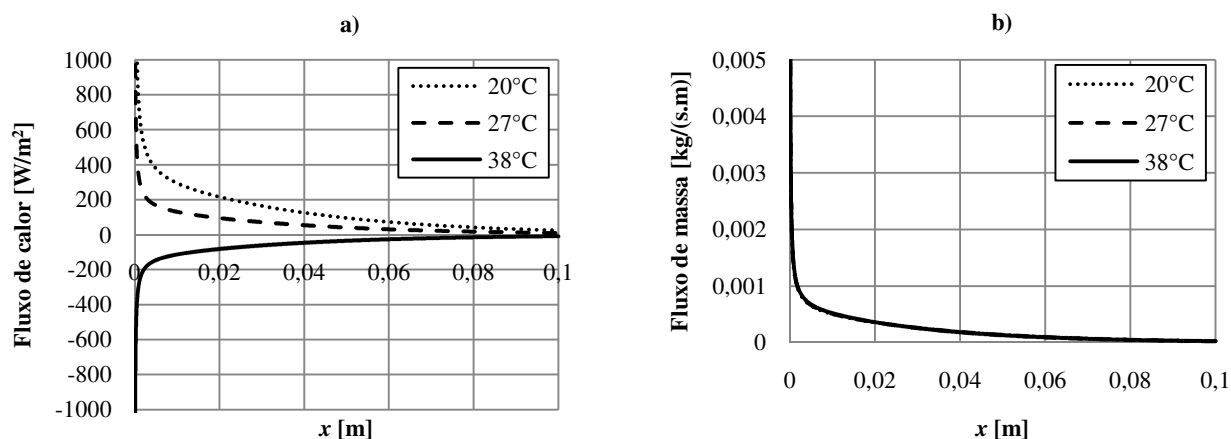 a)
1000
800
600
400
200
0
-200
-400
-600
-800
-1000
0
0,02
0,04
0,06
0,08
0,1
Fluxo de calor [W/m²]
x [m]
20°C
27°C
38°C
b)
0,005
0,004
0,003
0,002
0,001
0
0
0,02
0,04
0,06
0,08
0,1
Fluxo de massa [kg/(s.m)]
x [m]
20°C
27°C
38°C